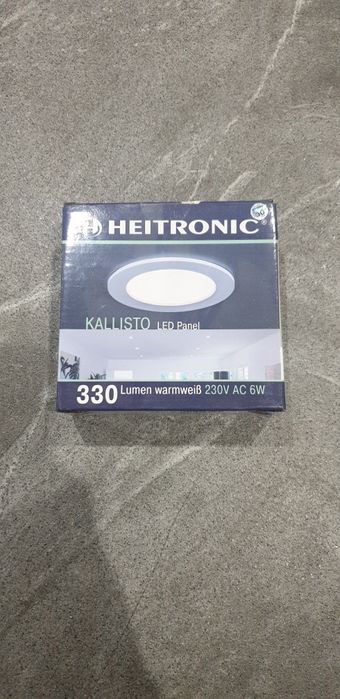 HEITRONIC®
KALLISTO LED Panel
330 Lumen warmweiß 230V AC 6W